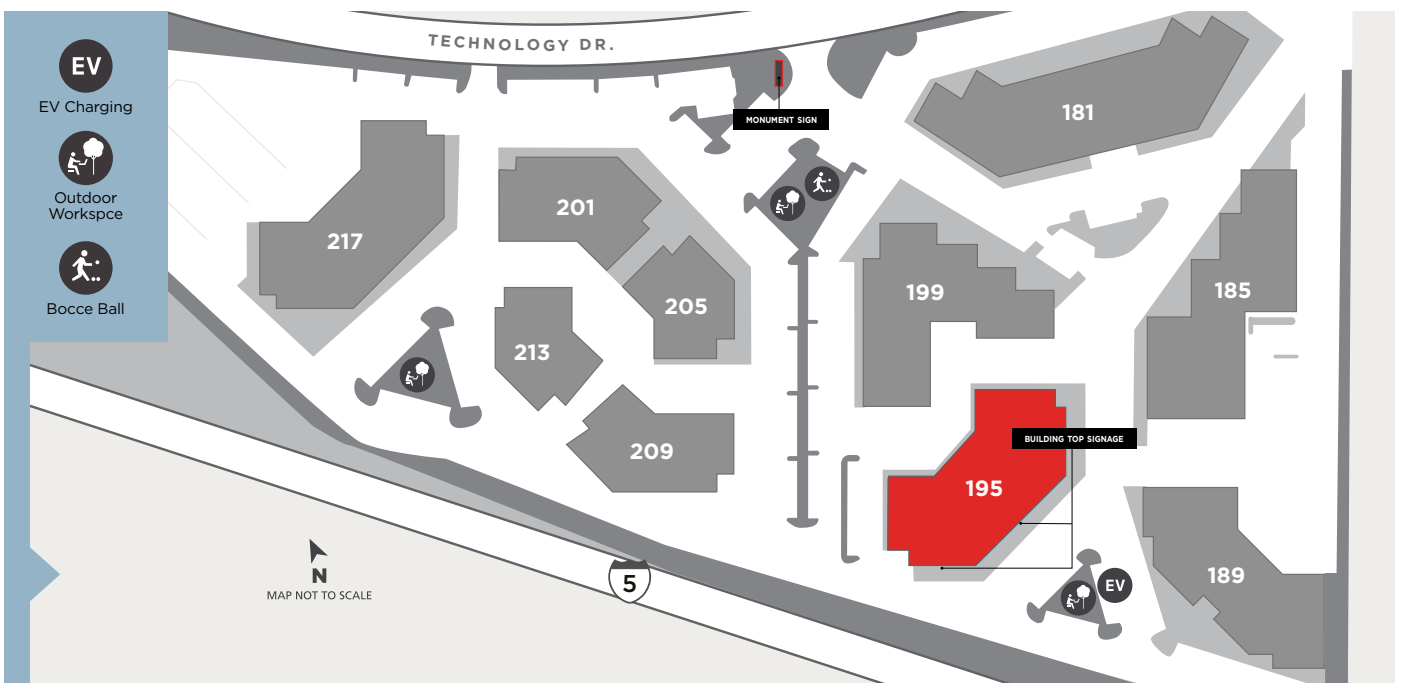 TECHNOLOGY DR.
EV
EV Charging
Outdoor
Workspce
Bocce Ball
MONUMENT SIGN
181
201
217
205
199
185
213
209
BUILDING TOP SIGNAGE
195
189
EV
5
N
MAP NOT TO SCALE